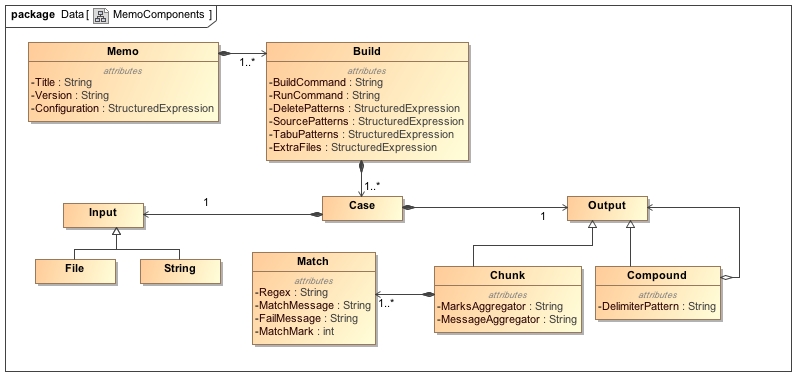 package Data[ MemoComponents ]
Memo
attributes
-Title : String
-Version : String
-Configuration : StructuredExpression
1..*
Build
attributes
-BuildCommand : String
-RunCommand : String
-DeletePatterns : StructuredExpression
-SourcePatterns : StructuredExpression
-TabuPatterns : StructuredExpression
-ExtraFiles : StructuredExpression
1..*
Input
1
Case
1
Output
File
String
Match
attributes
-Regex : String
-MatchMessage : String
-FailMessage : String
-MatchMark : int
1..*
Chunk
attributes
-MarksAggregator : String
-MessageAggregator : String
Compound
attributes
-DelimiterPattern : String